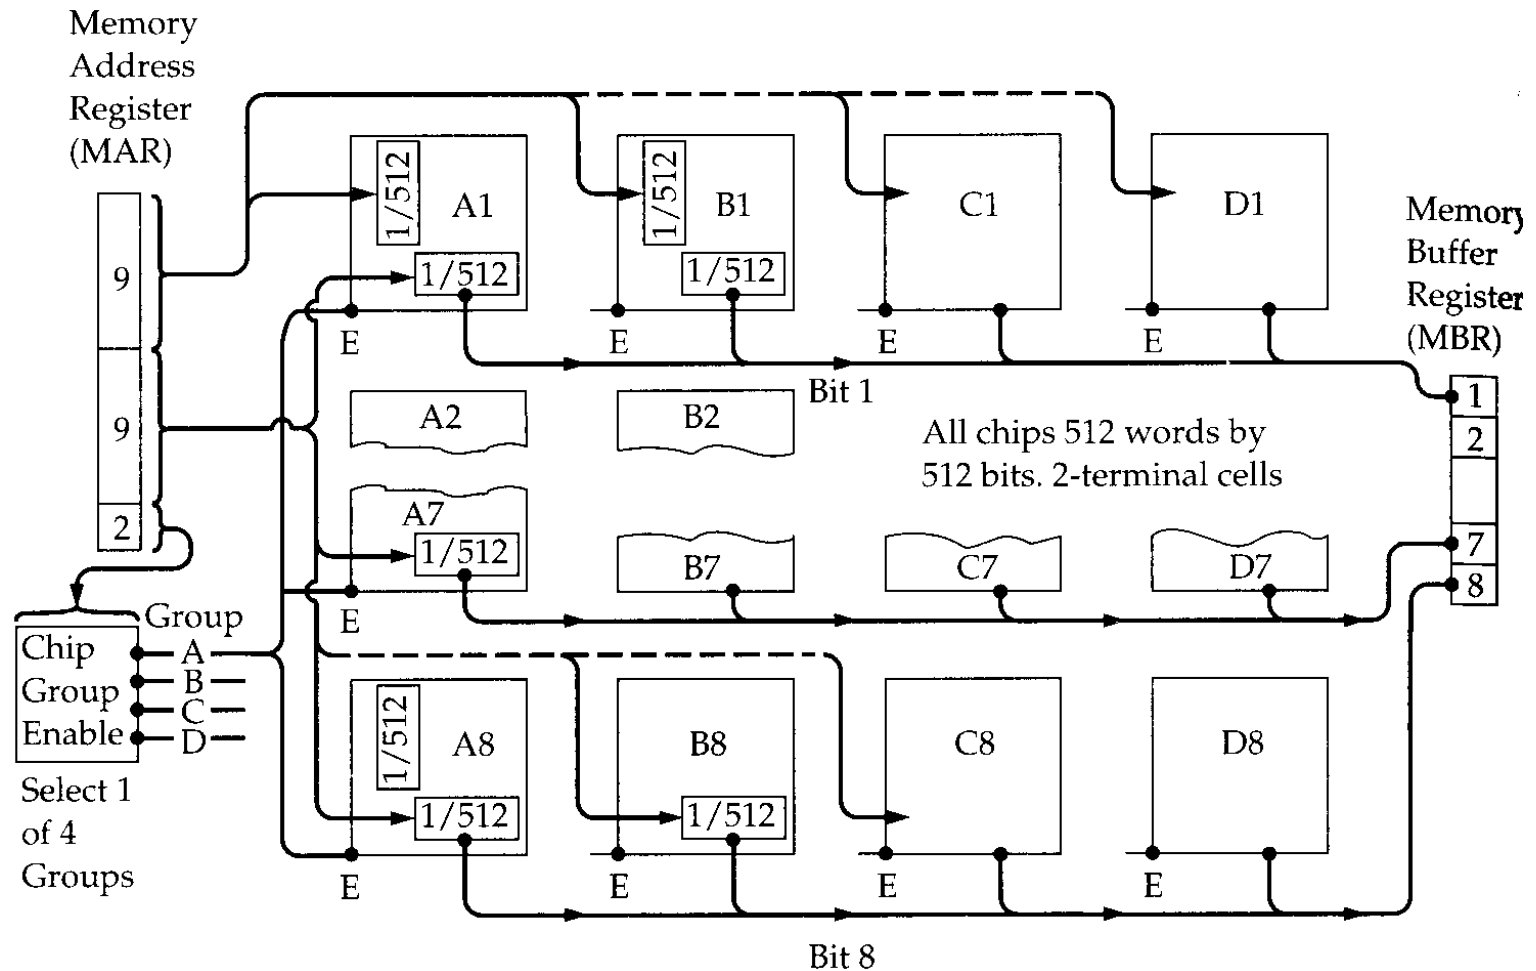 Memory
Address
Register
(MAR)
9
9
2
1/512
A1
1/512
E
1/512
B1
1/512
E
C1
E
D1
E
Bit 1
Memory
Buffer
Register
(MBR)
1
2
7
8
A2
B2
All chips 512 words by
512 bits. 2-terminal cells
A7
1/512
E
B7
C7
D7
Group
Chip
Group
Enable
A
B
C
D
Select 1
of 4
Groups
1/512
A8
1/512
E
B8
1/512
E
C8
E
D8
E
Bit 8